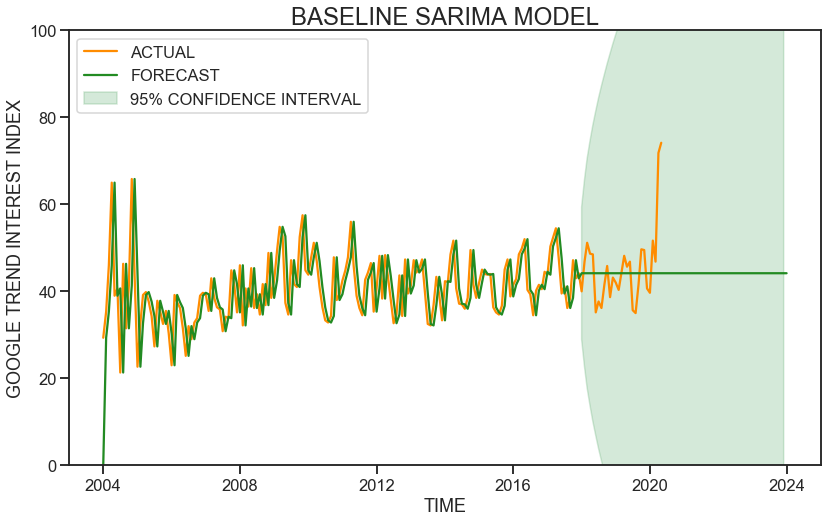 BASELINE SARIMA MODEL
ACTUAL
FORECAST
95% CONFIDENCE INTERVAL
GOOGLE TREND INTEREST INDEX
100
80
60
40
20
0
2004 2008 2012 2016 2020 2024
TIME